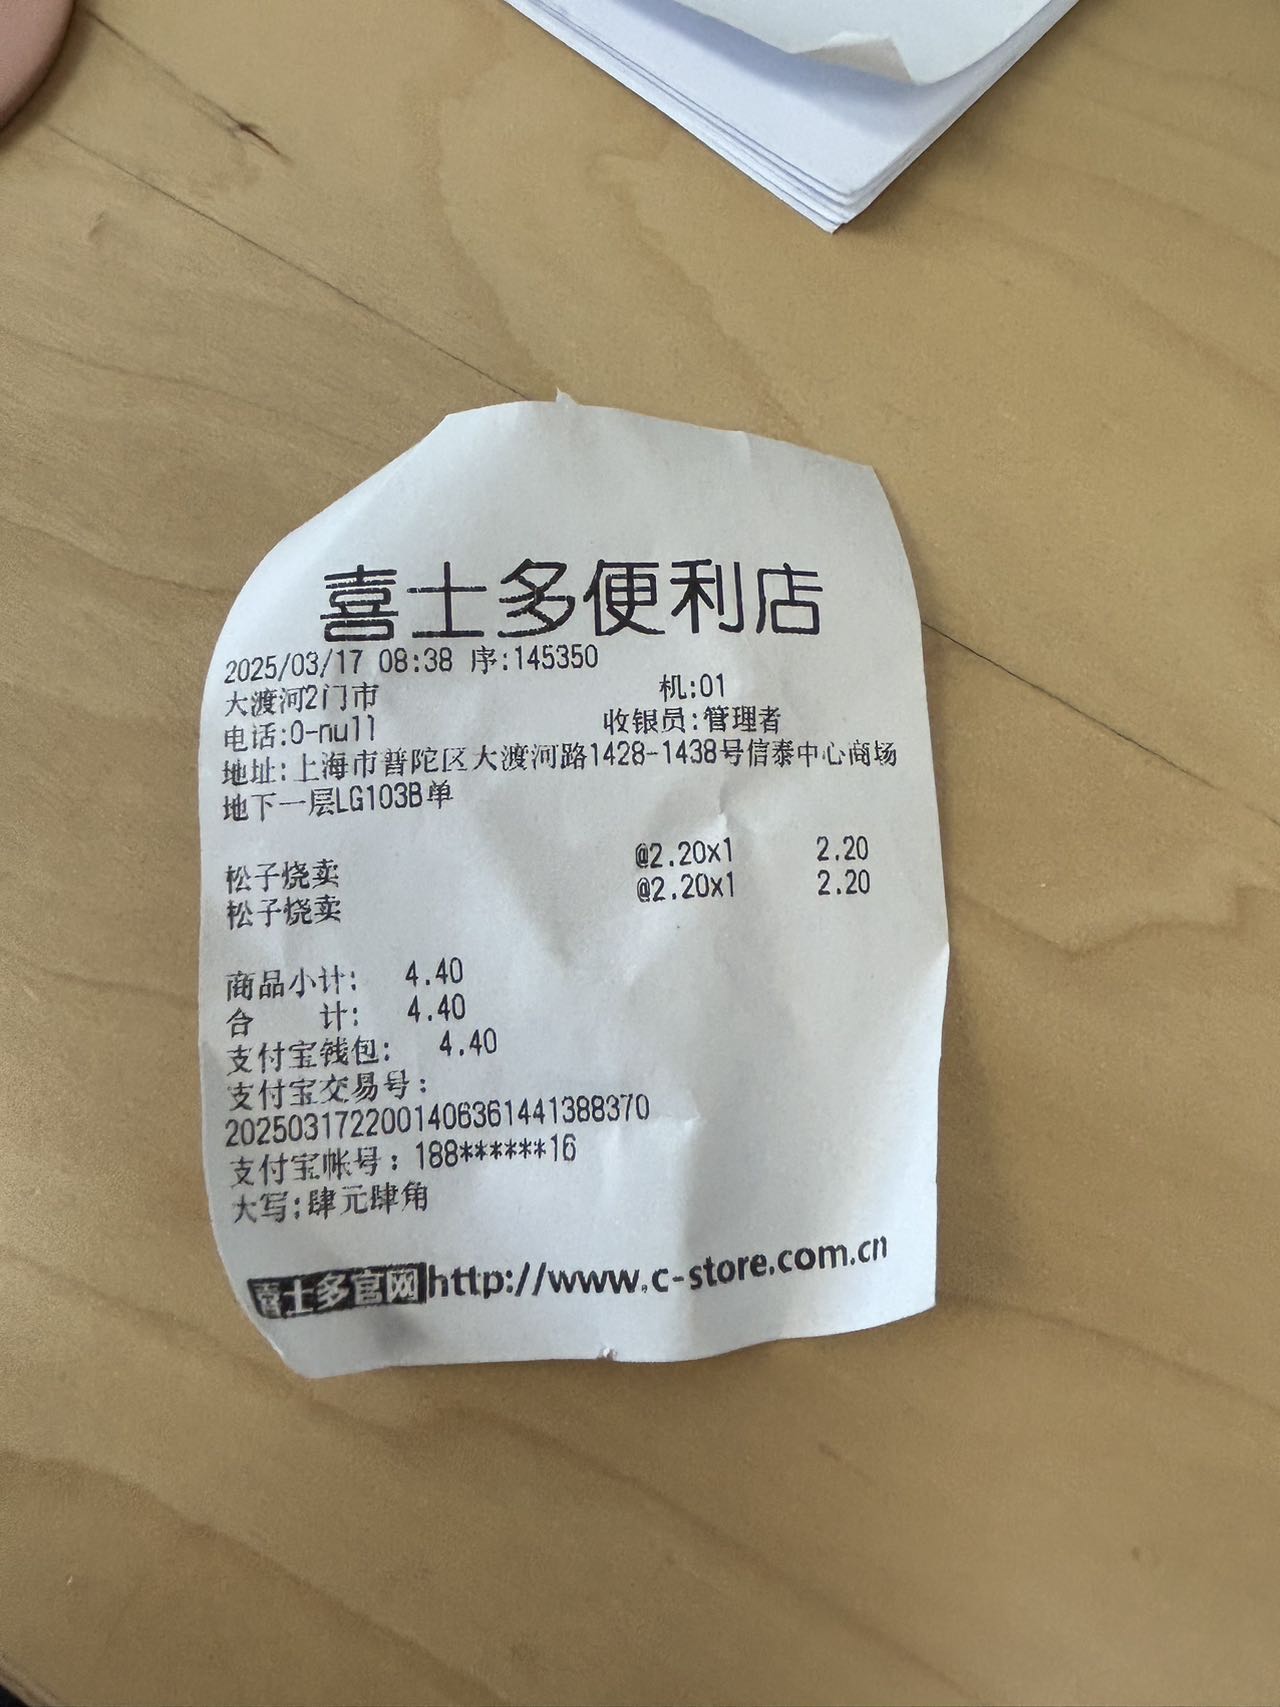 喜士多便利店
2025/03/17 08:38 序:145350
大渡河2门市 机:01
电话:0-null 收银员:管理者
地址:上海市普陀区大渡河路1428-1438号信泰中心商场
地下一层LG103B单
松子烧卖 @2.20x1 2.20
松子烧卖 @2.20x1 2.20
商品小计: 4.40
合 计: 4.40
支付宝钱包: 4.40
支付宝交易号:
2025031722001406361441388370
支付宝帐号:188******16
大写:肆元肆角
喜士多官网http://www.c-store.com.cn